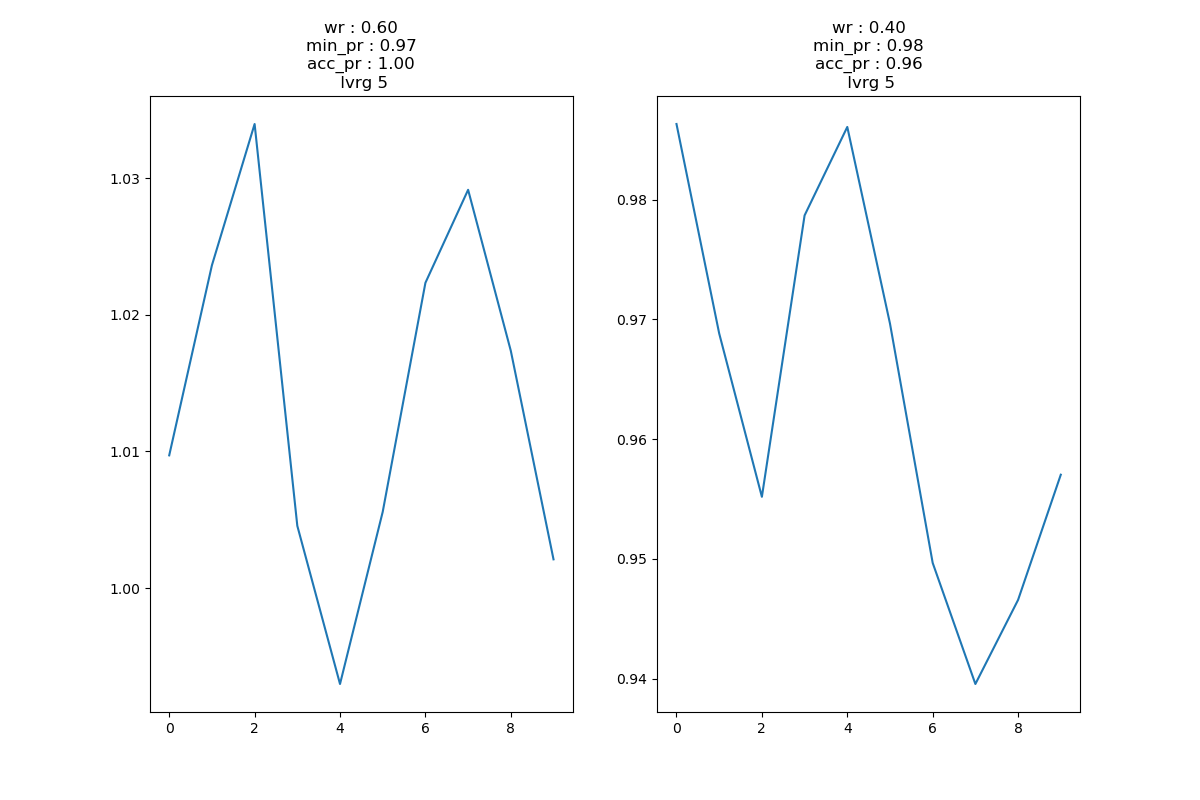 wr : 0.60
min_pr : 0.97
acc_pr : 1.00
lvrg 5
1.03
1.02
1.01
1.00
0 2 4 6 8
wr : 0.40
min_pr : 0.98
acc_pr : 0.96
lvrg 5
0.98
0.97
0.96
0.95
0.94
0 2 4 6 8